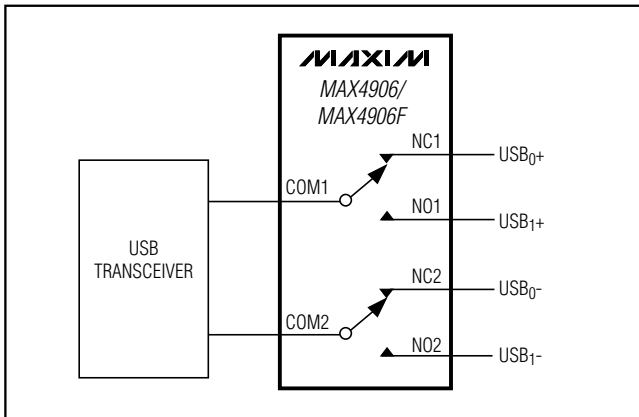 MAXIM
MAX4906/
MAX4906F
NC1
USB0+
COM1
NO1
USB1+
USB
TRANSCEIVER
NC2
USB0-
COM2
NO2
USB1-